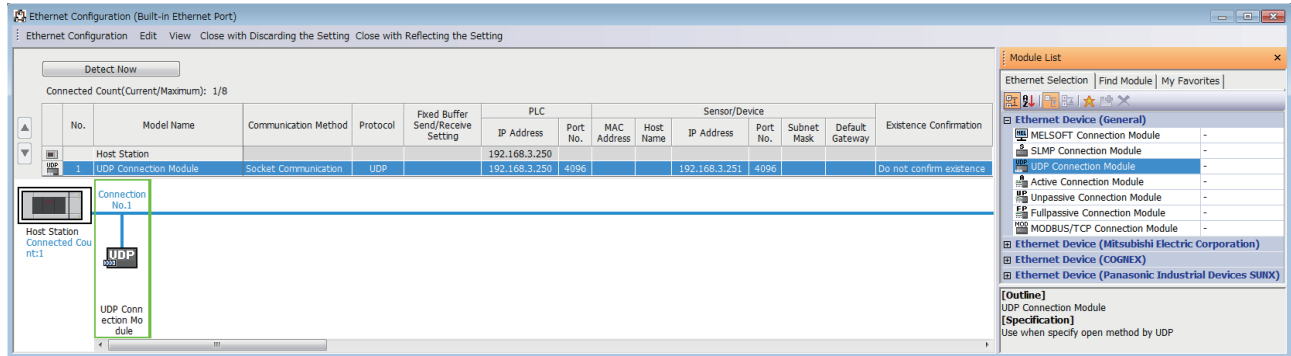 Ethernet Configuration (Built-in Ethernet Port)
Ethernet Configuration Edit View Close with Discarding the Setting Close with Reflecting the Setting
Detect Now
Connected Count(Current/Maximum): 1/8
No. Model Name Communication Method Protocol Fixed Buffer Send/Receive Setting PLC Sensor/Device Existence Confirmation
IP Address Port No. MAC Address Host Name IP Address Port No. Subnet Mask Default Gateway
Host Station 192.168.3.250
UDP 1 UDP Connection Module Socket Communication UDP 192.168.3.250 4096 192.168.3.251 4096 Do not confirm existence
Connection
No.1
Host Station
Connected Cou
nt:1
UDP
UDP Conn
ection Mo
dule
Module List
Ethernet Selection Find Module My Favorites
Ethernet Device (General)
MELSOFT Connection Module -
SLMP Connection Module -
UDP Connection Module -
Active Connection Module -
Unpassive Connection Module -
Fullpassive Connection Module -
MODBUS/TCP Connection Module -
Ethernet Device (Mitsubishi Electric Corporation)
Ethernet Device (COGNEX)
Ethernet Device (Panasonic Industrial Devices SUNX)
[Outline]
UDP Connection Module
[Specification]
Use when specify open method by UDP